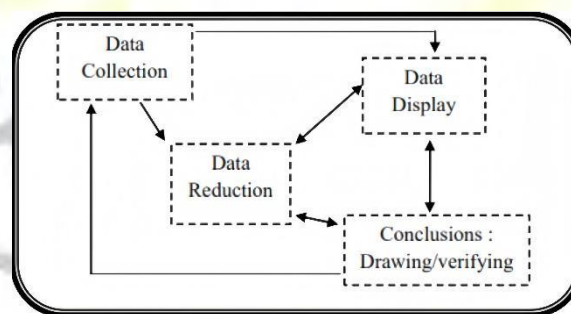 Data
Collection
Data
Display
Data
Reduction
Conclusions :
Drawing/verifying